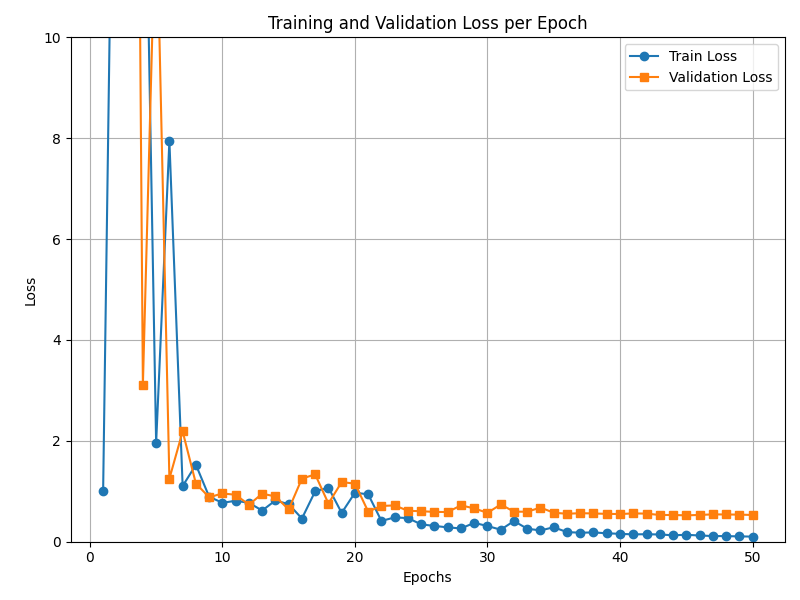 Training and Validation Loss per Epoch
Train Loss
Validation Loss
Loss
10
8
6
4
2
0
0 10 20 30 40 50
Epochs